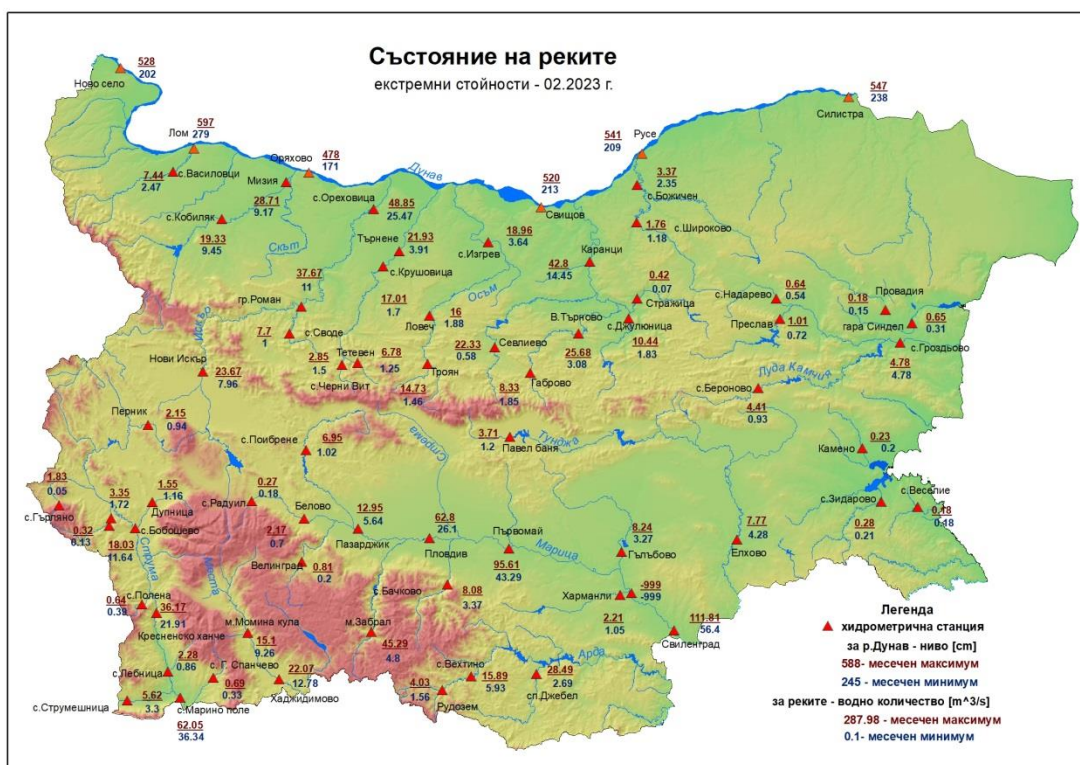 Състояние на реките
екстремни стойности - 02.2023 г.
528
202
Ново село
547
238
Силистра
597
279
Лом
541
209
Русе
478
171
Оряхово
Дунав
520
213
Свищов
7.44
2.47
с.Василовци
Мизия
28.71
9.17
с.Ореховица
48.85
25.47
3.37
2.35
с.Божичен
с.Кобиляк
19.33
9.45
Скът
Търнене
21.93
3.91
с.Крушовица
17.01
1.7
18.96
3.64
с.Изгрев
1.76
1.18
с.Широково
Каранци
42.8
14.45
37.67
11
гр.Роман
Осъм
16
1.88
Ловеч
0.42
0.07
Стражица
с.Надарево
0.64
0.54
Провадия
0.18
0.15
В.Търново
с.Джулюница
Преслав
1.01
0.72
гара Синдел
0.65
0.31
с.Гроздьово
4.78
4.78
Искър
7.7
1
с.Своде
Нови Искър
23.67
7.96
2.85
1.5
Тетевен
6.78
1.25
с.Черни Вит
22.33
0.58
Севлиево
25.68
3.08
10.44
1.83
Троян
14.73
1.46
Габрово
8.33
1.85
Луда Камчия
с.Бероново
4.41
0.93
Перник
2.15
0.94
с.Поибрене
6.95
1.02
Стряма
3.71
1.2
Павел баня
Тунджа
Камено
0.23
0.2
1.83
0.05
с.Гърляно
3.35
1.72
1.55
1.16
Дупница
с.Радуил
0.27
0.18
Белово
с.Зидарово
0.28
0.21
с.Веселие
0.18
0.18
0.32
6.13
с.Бобошево
18.03
11.64
2.17
0.7
12.95
5.64
Пазарджик
62.8
26.1
Пловдив
Първомай
95.61
43.29
Марица
8.24
3.27
Гълъбово
7.77
4.28
Елхово
Струма
Места
Велинград
0.81
0.2
с.Бачково
8.08
3.37
Харманли
2.21
1.05
-999
-999
111.81
56.4
Свиленград
с.Полена
0.64
0.39
36.17
21.91
Кресненско ханче
м.Момина кула
15.1
9.26
м.Забрал
45.29
4.8
2.28
0.86
с.Лебница
с. Г. Спанчево
0.69
0.33
22.07
12.78
Хаджидимово
с.Вехтино
15.89
5.93
Арда
28.49
2.69
сп.Джебел
4.03
1.56
Рудозем
5.62
3.3
с.Струмешница
с.Марино поле
62.05
36.34
Легенда
хидрометрична станция
за р.Дунав - ниво [cm]
588- месечен максимум
245 - месечен минимум
за реките - водно количество [m^3/s]
287.98 - месечен максимум
0.1- месечен минимум